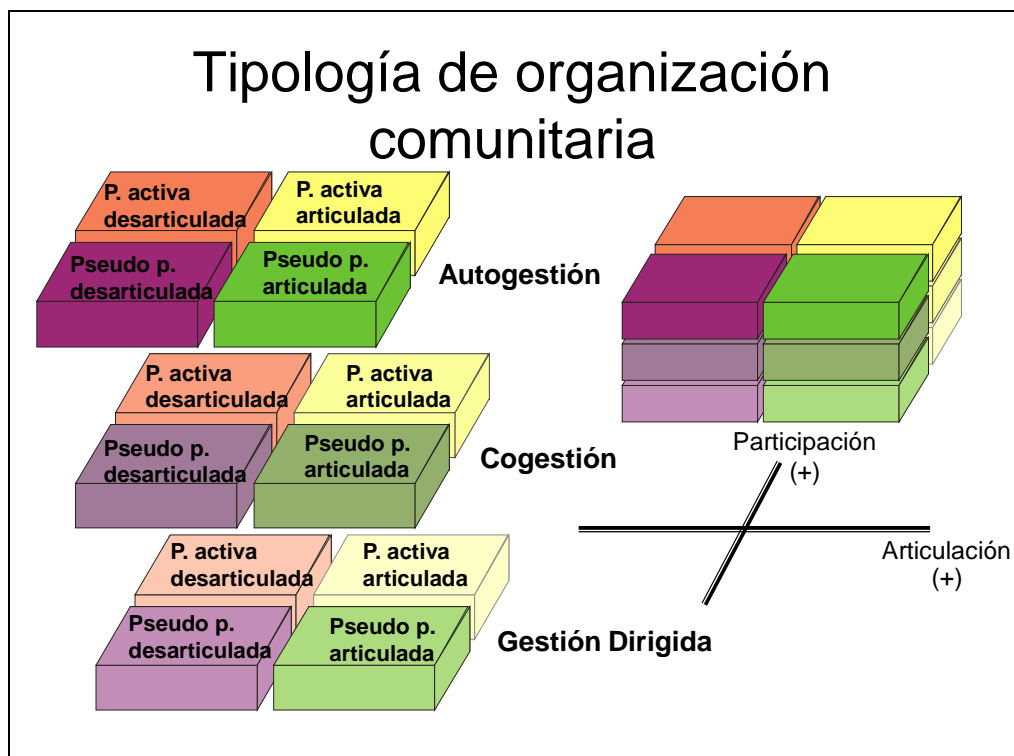 Tipología de organización
comunitaria
P. activa
desarticulada
P. activa
articulada
Pseudo p.
desarticulada
Pseudo p.
articulada
Autogestión
P. activa
desarticulada
P. activa
articulada
Pseudo p.
desarticulada
Pseudo p.
articulada
Cogestión
P. activa
desarticulada
P. activa
articulada
Pseudo p.
desarticulada
Pseudo p.
articulada
Gestión Dirigida
Participación
(+)
Articulación
(+)